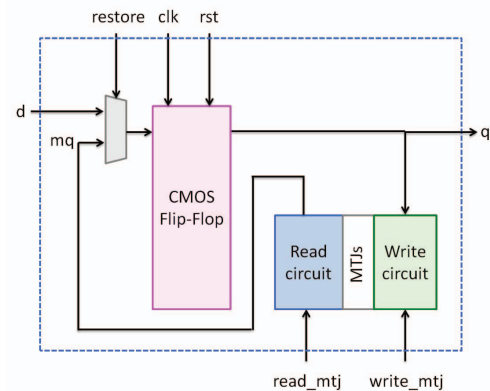 restore clk rst
d
mq
q
CMOS
Flip-Flop
Read
circuit
MTJs
Write
circuit
read_mtj write_mtj